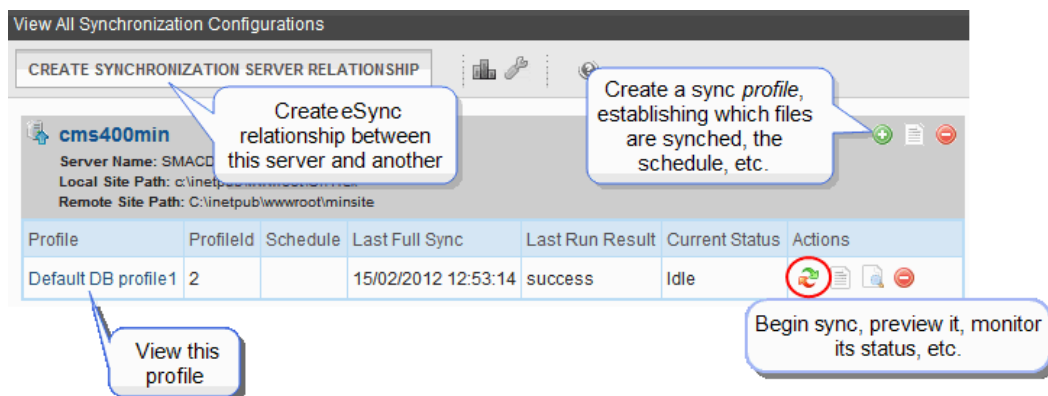 View All Synchronization Configurations
CREATE SYNCHRONIZATION SERVER RELATIONSHIP
Create eSync
relationship between
this server and another
Create a sync profile,
establishing which files
are synched, the
schedule, etc.
cms400min
Server Name: SMACD
Local Site Path: c:\inetpub\
Remote Site Path: C:\inetpub\wwwroot\minsite
Profile ProfileId Schedule Last Full Sync Last Run Result Current Status Actions
Default DB profile1 2 15/02/2012 12:53:14 success Idle
View this
profile
Begin sync, preview it, monitor
its status, etc.